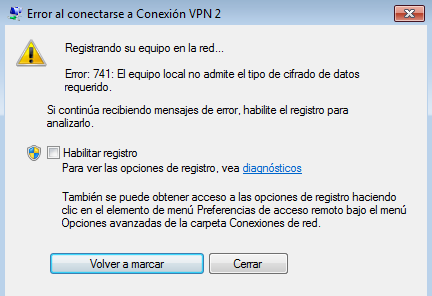 Error al conectarse a Conexión VPN 2
Registrando su equipo en la red...
Error: 741: El equipo local no admite el tipo de cifrado de datos
requerido.
Si continúa recibiendo mensajes de error, habilite el registro para
analizarlo.
Habilitar registro
Para ver las opciones de registro, vea diagnósticos
También se puede obtener acceso a las opciones de registro haciendo
clic en el elemento de menú Preferencias de acceso remoto bajo el menú
Opciones avanzadas de la carpeta Conexiones de red.
Volver a marcar
Cerrar